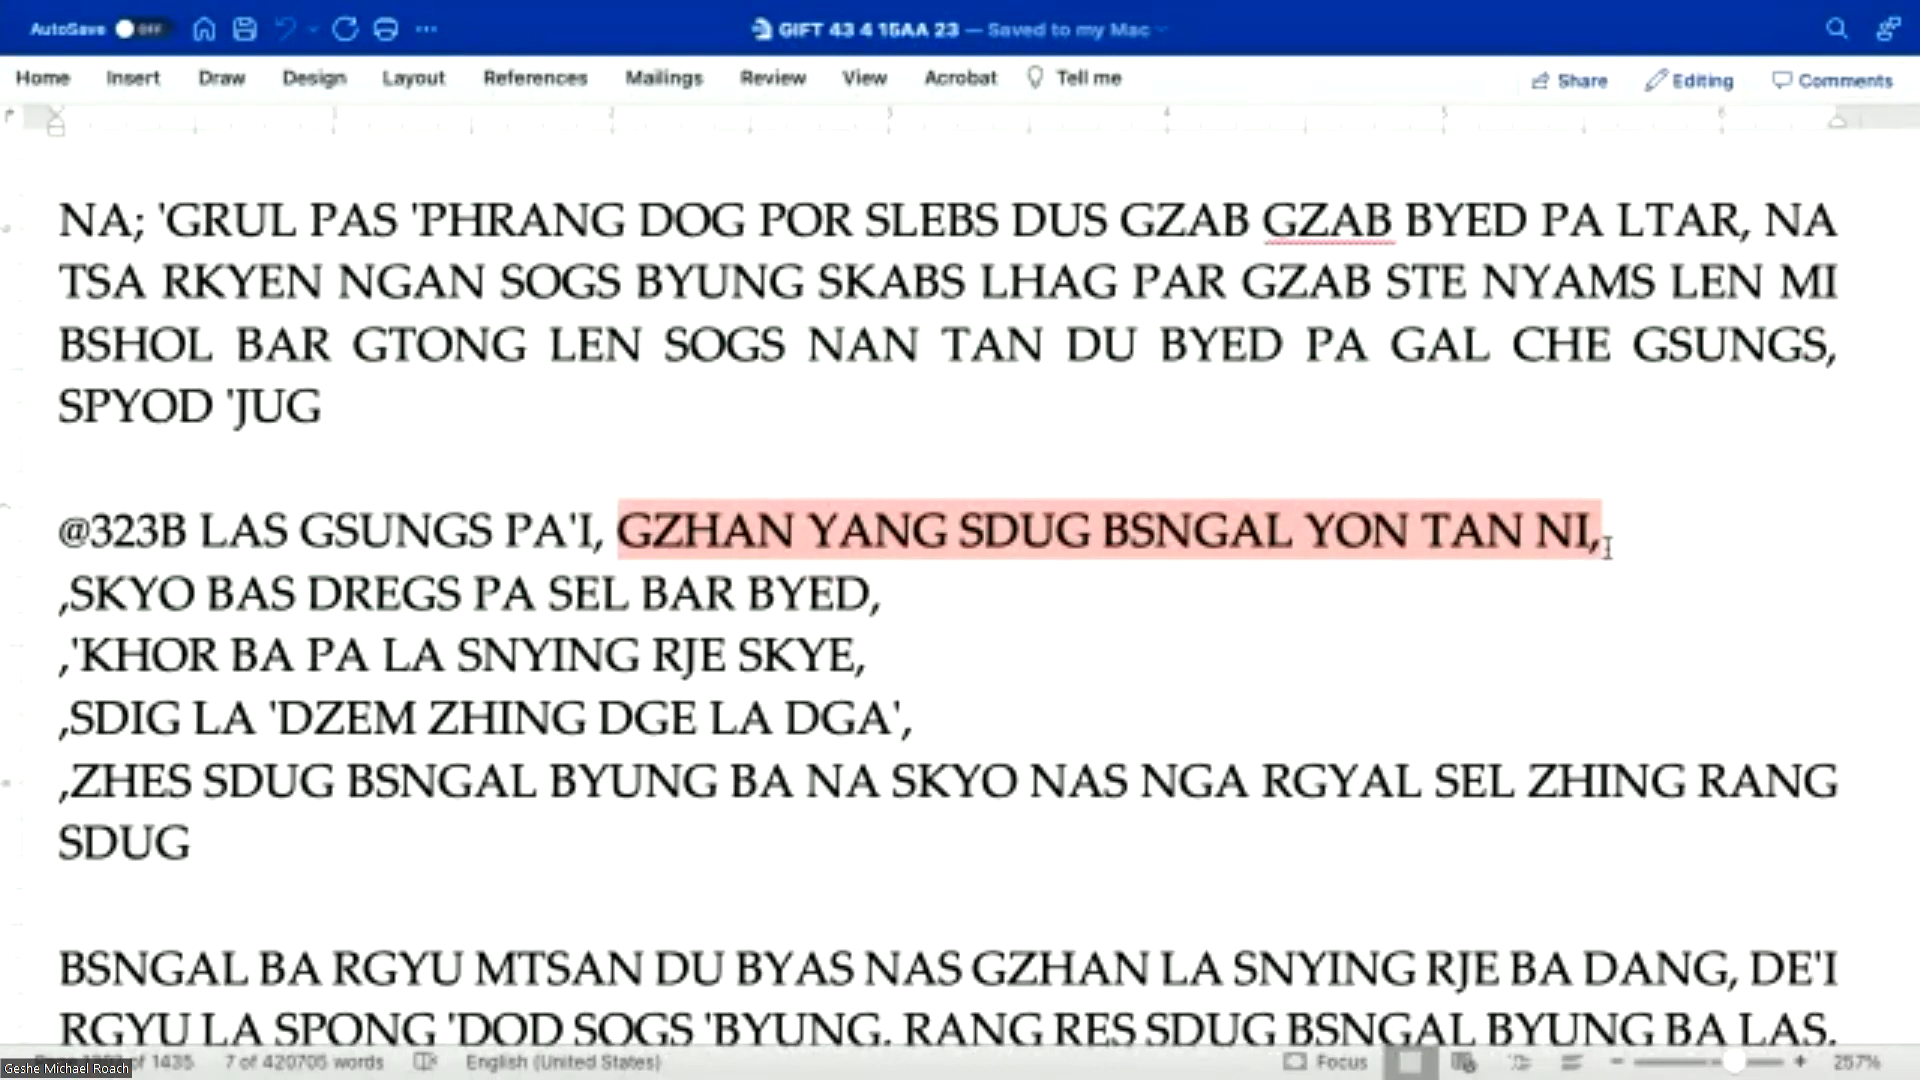 AutoSave OFF
GIFT 43 4 15AA 23 — Saved to my Mac
Home Insert Draw Design Layout References Mailings Review View Acrobat Tell me
Share Editing Comments
NA; 'GRUL PAS 'PHRANG DOG POR SLEBS DUS GZAB GZAB BYED PA LTAR, NA
TSA RKYEN NGAN SOGS BYUNG SKABS LHAG PAR GZAB STE NYAMS LEN MI
BSHOL BAR GTONG LEN SOGS NAN TAN DU BYED PA GAL CHE GSUNGS,
SPYOD 'JUG
@323B LAS GSUNGS PA'I, GZHAN YANG SDUG BSNGAL YON TAN NI,
,SKYO BAS DREGS PA SEL BAR BYED,
,'KHOR BA PA LA SNYING RJE SKYE,
,SDIG LA 'DZEM ZHING DGE LA DGA',
,ZHES SDUG BSNGAL BYUNG BA NA SKYO NAS NGA RGYAL SEL ZHING RANG
SDUG
BSNGAL BA RGYU MTSAN DU BYAS NAS GZHAN LA SNYING RJE BA DANG, DE'I
RGYU LA SPONG 'DOD SOGS 'BYUNG, RANG RES SDUG BSNGAL BYUNG BA LAS,
of 1435 7 of 420705 words English (United States) Focus 257%
Geshe Michael Roach